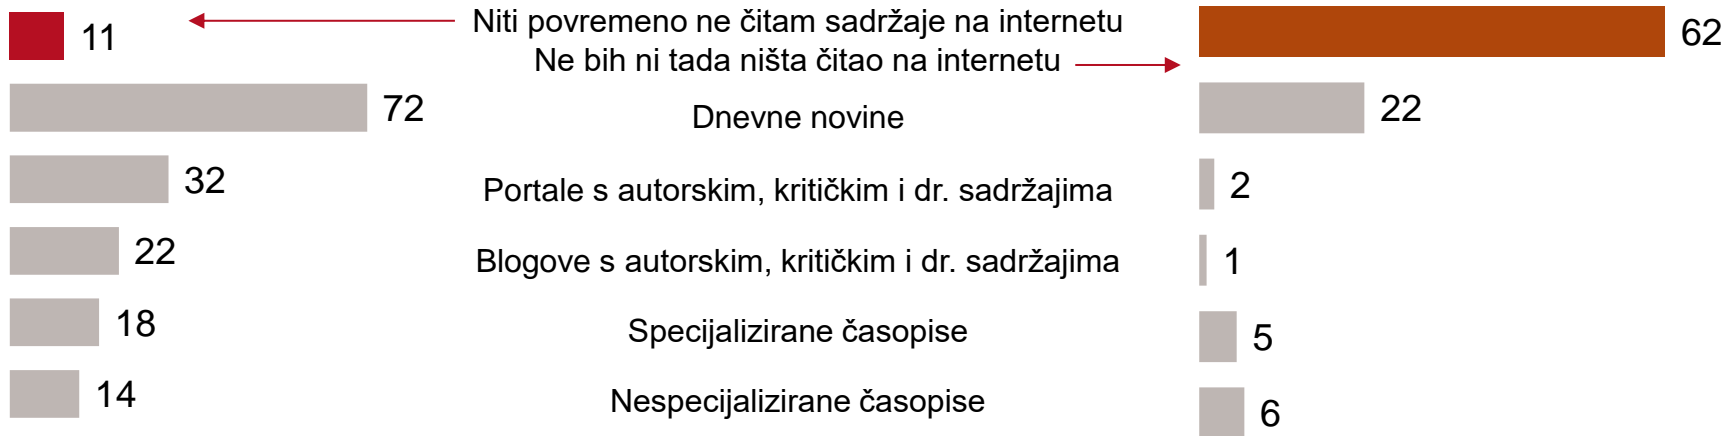 11 Niti povremeno ne čitam sadržaje na internetu 62
Ne bih ni tada ništa čitao na internetu
72 Dnevne novine 22
32 Portale s autorskim, kritičkim i dr. sadržajima 2
22 Blogove s autorskim, kritičkim i dr. sadržajima 1
18 Specijalizirane časopise 5
14 Nespecijalizirane časopise 6